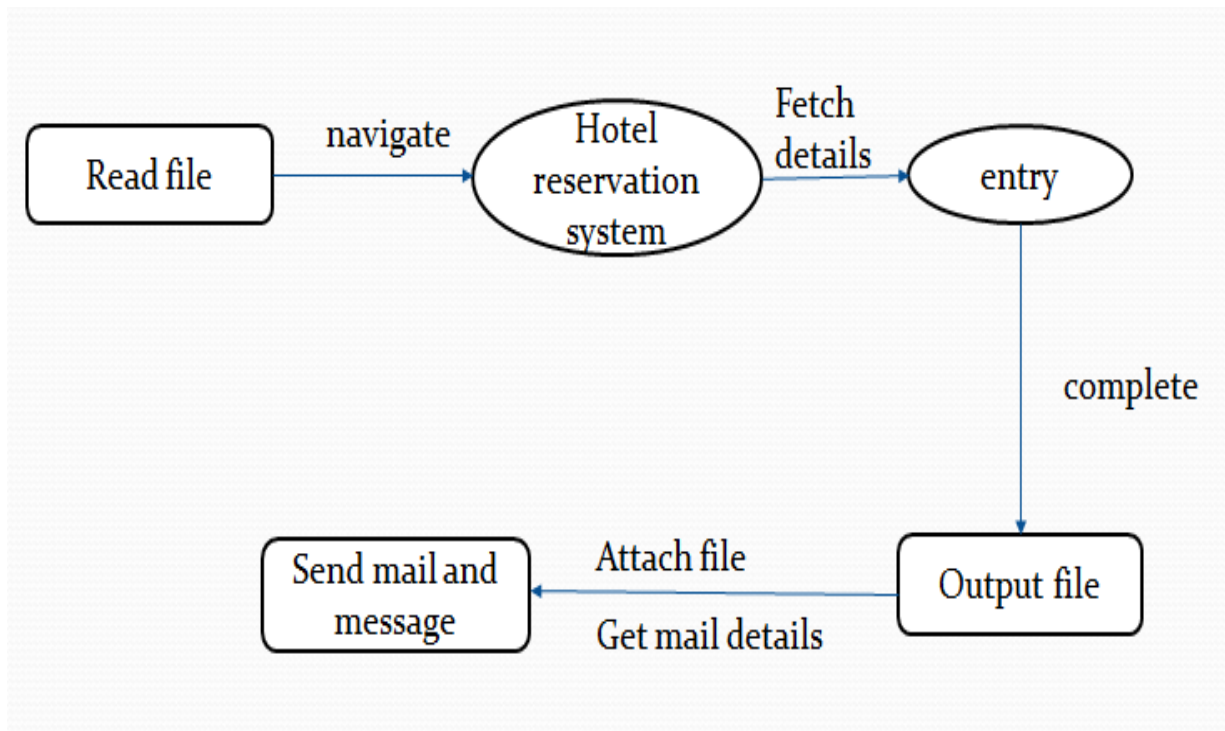 Read file
navigate
Hotel
reservation
system
Fetch
details
entry
complete
Output file
Attach file
Get mail details
Send mail and
message